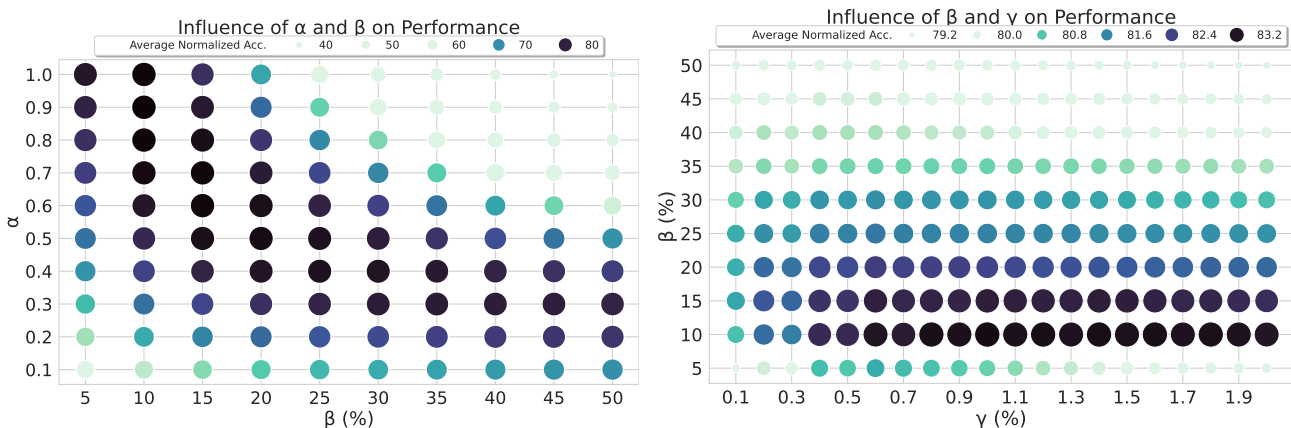 Influence of α and β on Performance
Average Normalized Acc. 40 50 60 70 80
1.0
0.9
0.8
0.7
0.6
0.5
0.4
0.3
0.2
0.1
α
5 10 15 20 25 30 35 40 45 50
β (%)
Influence of β and γ on Performance
Average Normalized Acc. 79.2 80.0 80.8 81.6 82.4 83.2
50
45
40
35
30
25
20
15
10
5
β (%)
0.1 0.3 0.5 0.7 0.9 1.1 1.3 1.5 1.7 1.9
γ (%)